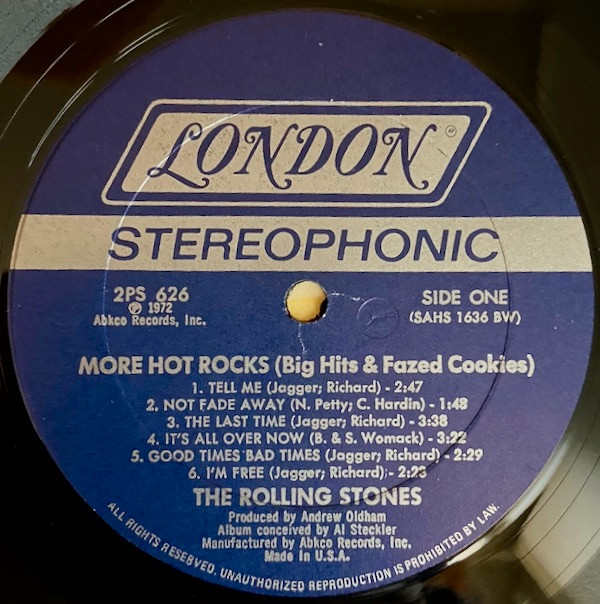 LONDON ®
STEREOPHONIC
2PS 626
℗ 1972
Abkco Records, Inc.
SIDE ONE
(SAHS 1636 BW)
MORE HOT ROCKS (Big Hits & Fazed Cookies)
1. TELL ME (Jagger; Richard) - 2:47
2. NOT FADE AWAY (N. Petty; C. Hardin) - 1:48
3. THE LAST TIME (Jagger; Richard) - 3:38
4. IT'S ALL OVER NOW (B. & S. Womack) - 3:22
5. GOOD TIMES BAD TIMES (Jagger; Richard) - 2:29
6. I'M FREE (Jagger; Richard) - 2:23
THE ROLLING STONES
Produced by Andrew Oldham
Album conceived by Al Steckler
Manufactured by Abkco Records, Inc.
Made In U.S.A.
ALL RIGHTS RESERVED. UNAUTHORIZED REPRODUCTION IS PROHIBITED BY LAW.